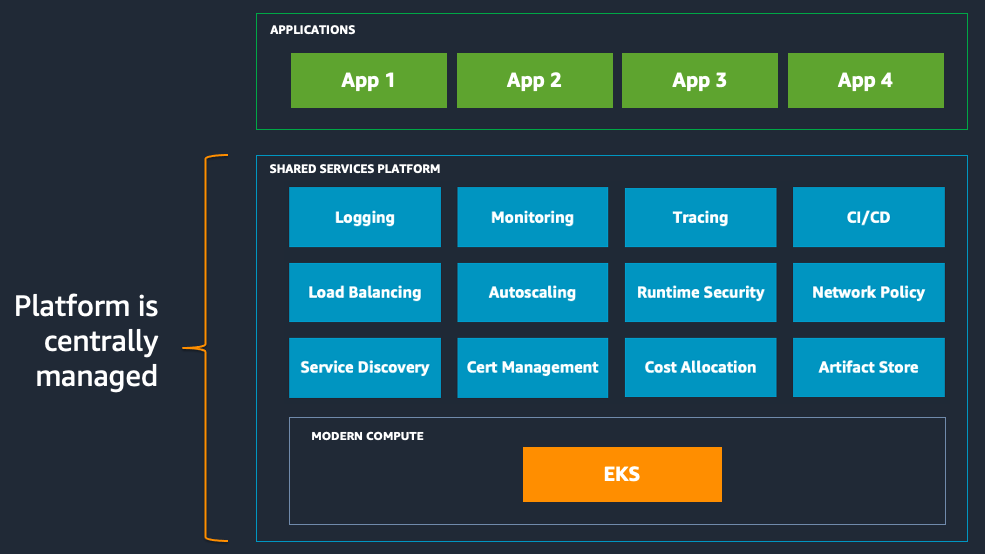 APPLICATIONS
App 1
App 2
App 3
App 4
SHARED SERVICES PLATFORM
Logging
Monitoring
Tracing
CI/CD
Load Balancing
Autoscaling
Runtime Security
Network Policy
Service Discovery
Cert Management
Cost Allocation
Artifact Store
MODERN COMPUTE
EKS
Platform is
centrally
managed